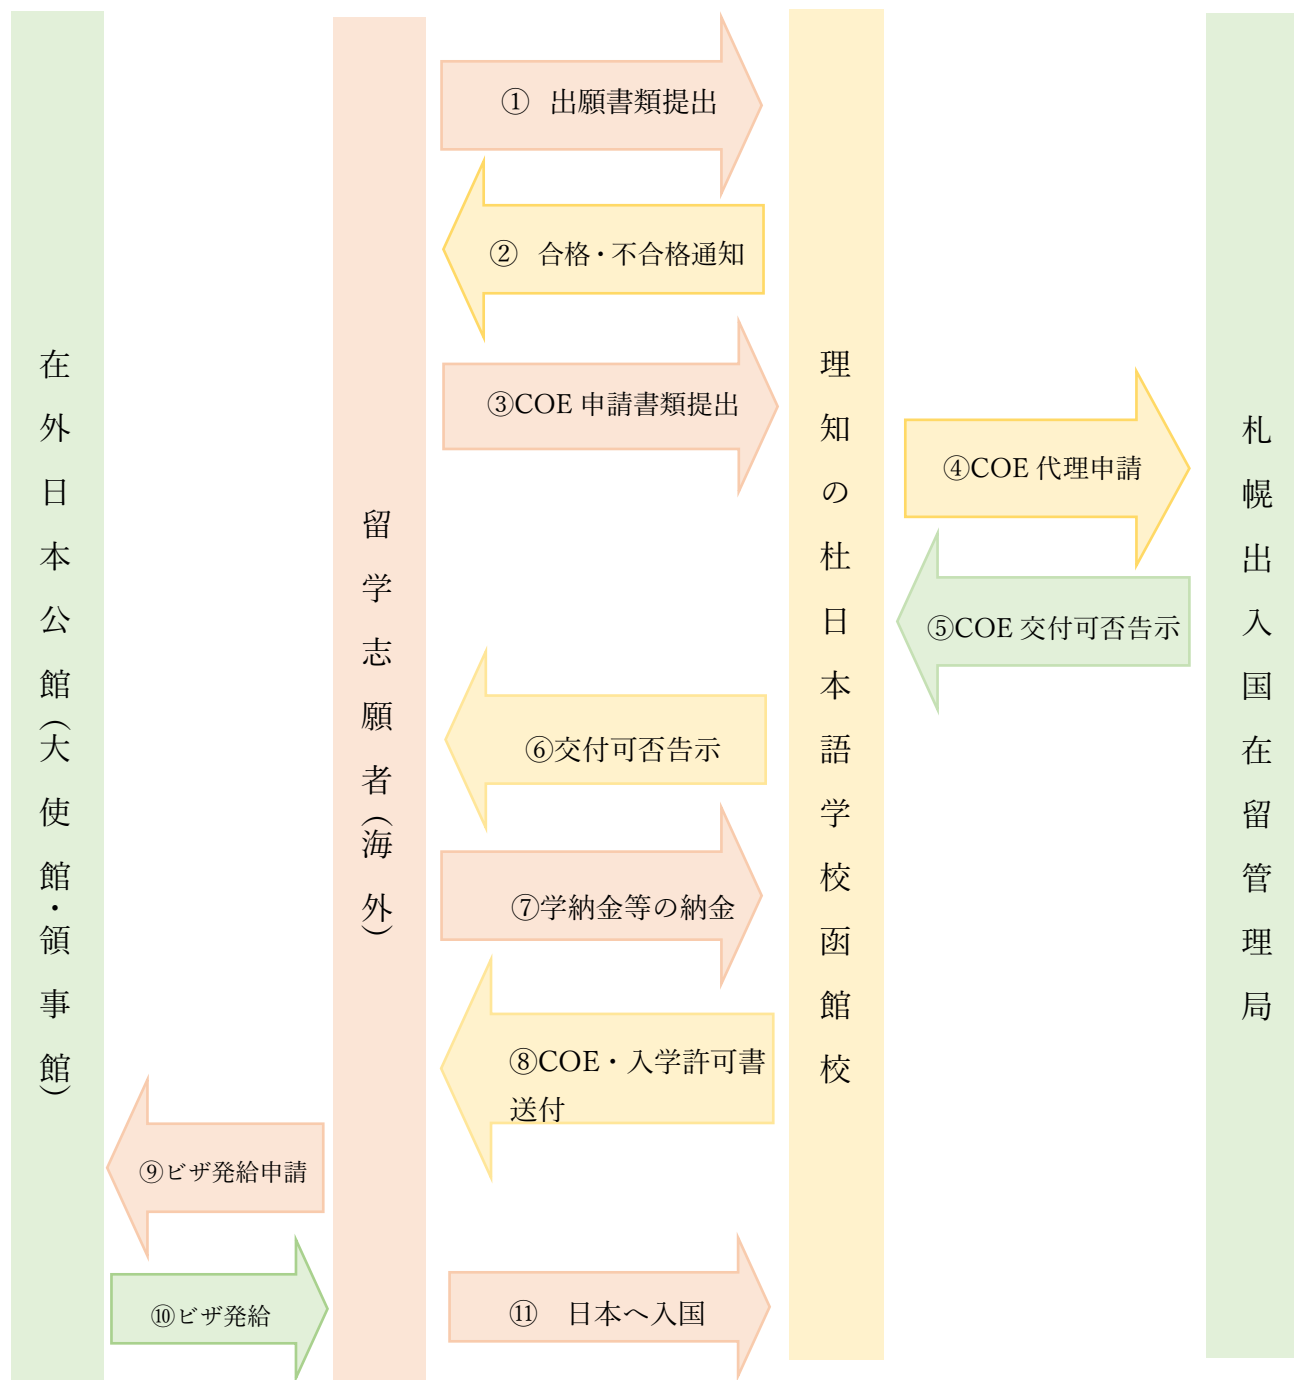 在外日本公館（大使館・領事館）
留学志願者（海外）
理知の杜日本語学校函館校
札幌出入国在留管理局
① 出願書類提出
② 合格・不合格通知
③COE 申請書類提出
④COE 代理申請
⑤COE 交付可否告示
⑥交付可否告示
⑦学納金等の納金
⑧COE・入学許可書
送付
⑨ビザ発給申請
⑩ビザ発給
⑪ 日本へ入国